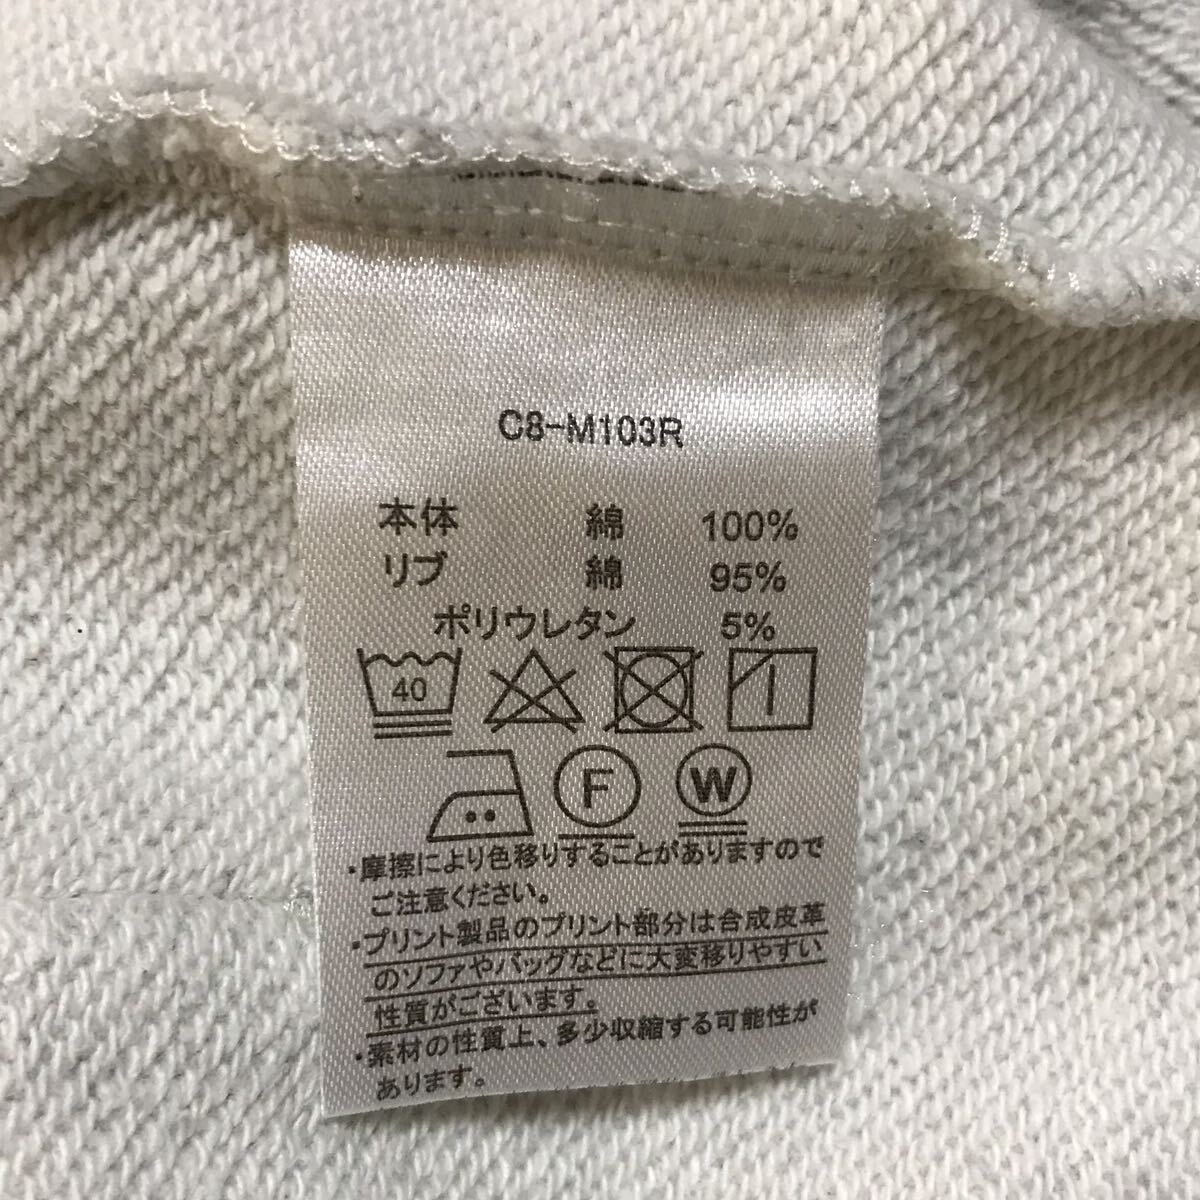 C8-M103R
本体 綿 100%
リブ 綿 95%
ポリウレタン 5%
40
F W
・摩擦により色移りすることがありますので
ご注意ください。
・プリント製品のプリント部分は合成皮革
のソファやバッグなどに大変移りやすい
性質がございます。
・素材の性質上、多少収縮する可能性が
あります。